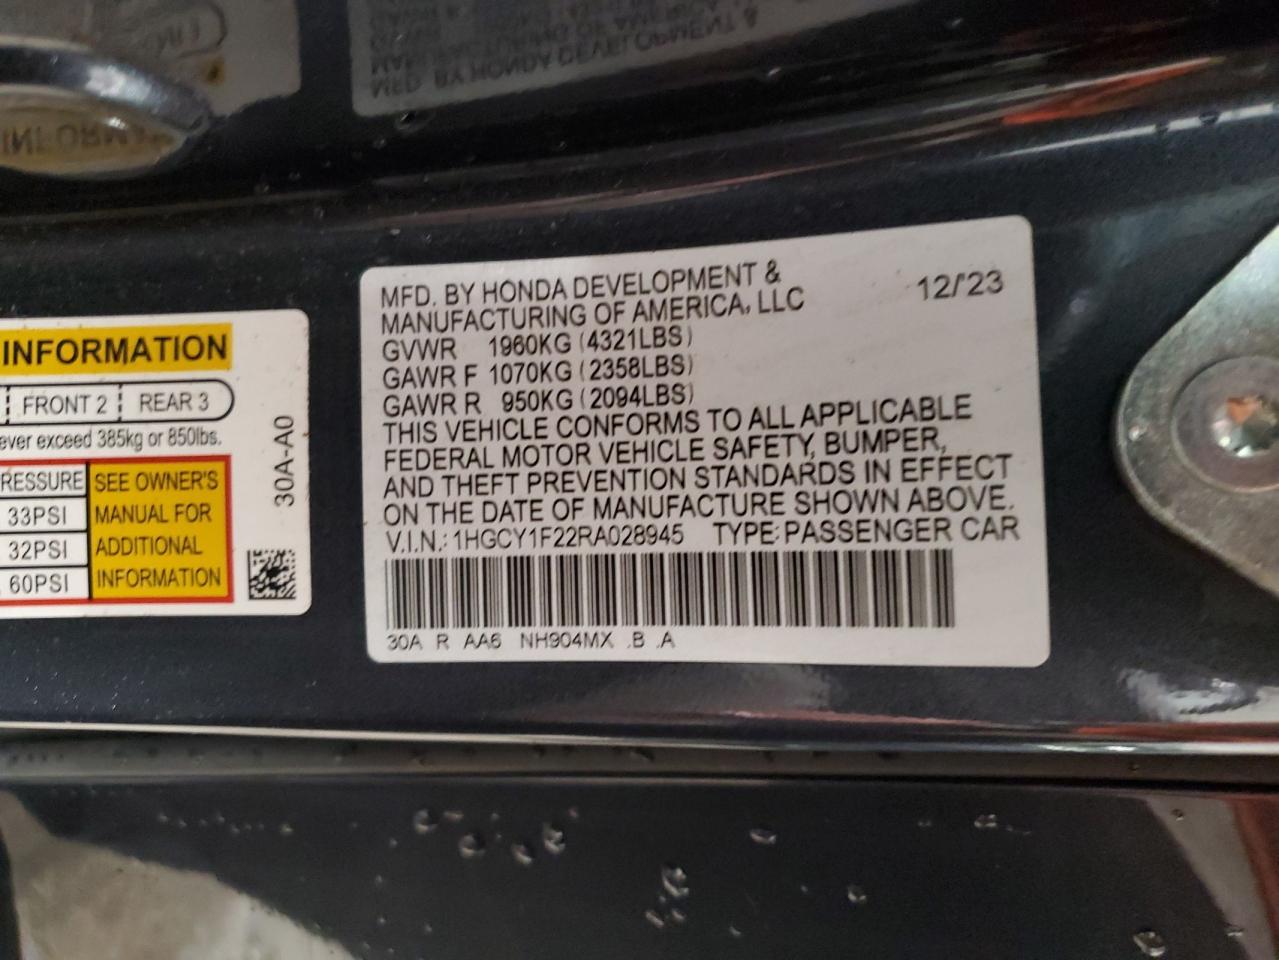 MFD. BY HONDA DEVELOPMENT &
MANUFACTURING OF AMERICA, LLC
12/'23
GVWR 1960KG (4321LBS)
GAWR F 1070KG (2358LBS)
GAWR R 950KG (2094LBS)
THIS VEHICLE CONFORMS TO ALL APPLICABLE
FEDERAL MOTOR VEHICLE SAFETY, BUMPER,
AND THEFT PREVENTION STANDARDS IN EFFECT
ON THE DATE OF MANUFACTURE SHOWN ABOVE.
V.I.N.: 1HGCY1F22RA028945 TYPE: PASSENGER CAR
30A R AA6 NH904MX .B .A
INFORMATION
FRONT 2 REAR 3
exceed 385kg or 850lbs.
SEE OWNER'S
MANUAL FOR
ADDITIONAL
INFORMATION
33PSI
32PSI
60PSI
30A-A0